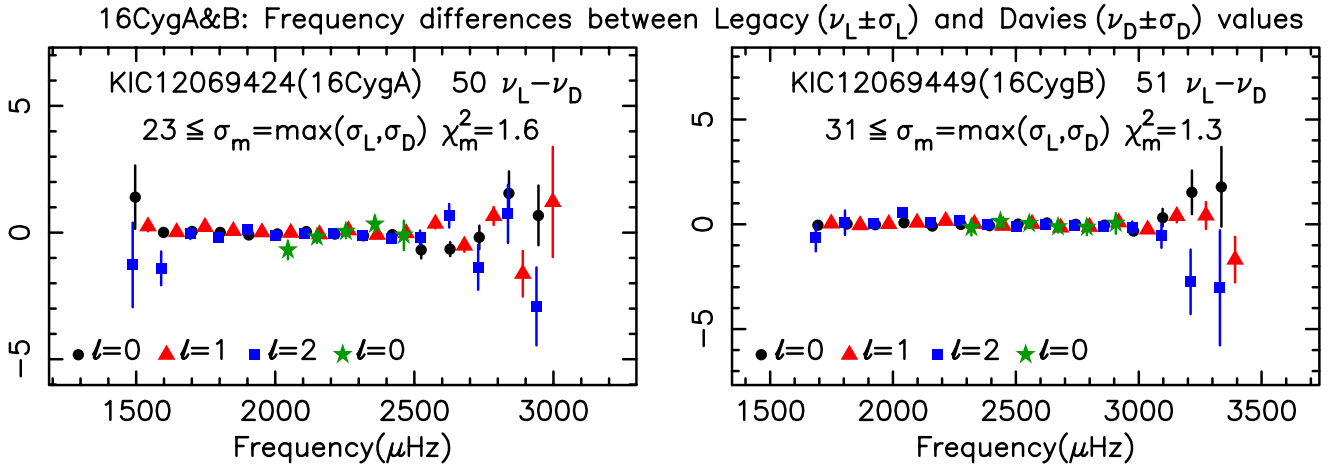 16CygA&B: Frequency differences between Legacy (ν_L±σ_L) and Davies (ν_D±σ_D) values
KIC12069424(16CygA) 50 ν_L−ν_D
23 ≦ σ_m=max(σ_L,σ_D) χ²_m=1.6
5
0
−5
ℓ=0 ℓ=1 ℓ=2 ℓ=0
1500 2000 2500 3000
Frequency(μHz)
KIC12069449(16CygB) 51 ν_L−ν_D
31 ≦ σ_m=max(σ_L,σ_D) χ²_m=1.3
5
0
−5
ℓ=0 ℓ=1 ℓ=2 ℓ=0
1500 2000 2500 3000 3500
Frequency(μHz)